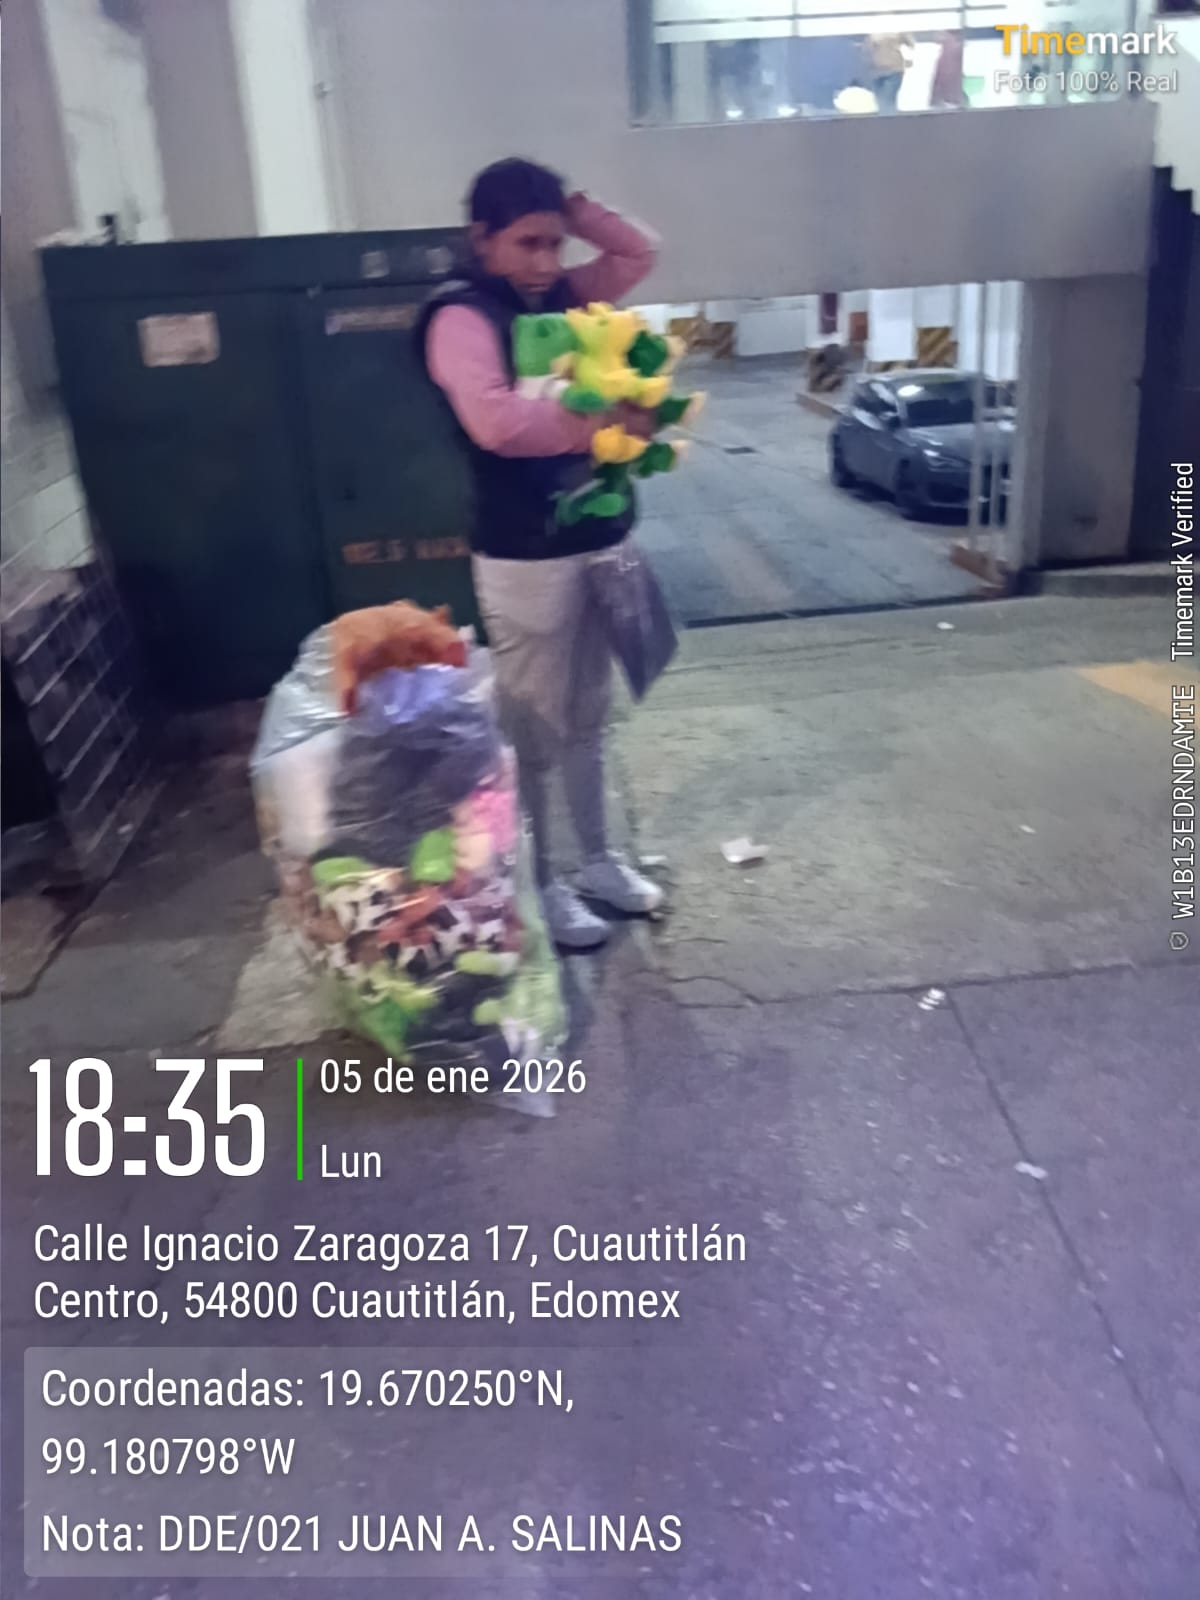 Timemark
Foto 100% Real
W1B13EDRNDAMIE Timemark Verified
18:35
05 de ene 2026
Lun
Calle Ignacio Zaragoza 17, Cuautitlán
Centro, 54800 Cuautitlán, Edomex
Coordenadas: 19.670250°N,
99.180798°W
Nota: DDE/021 JUAN A. SALINAS